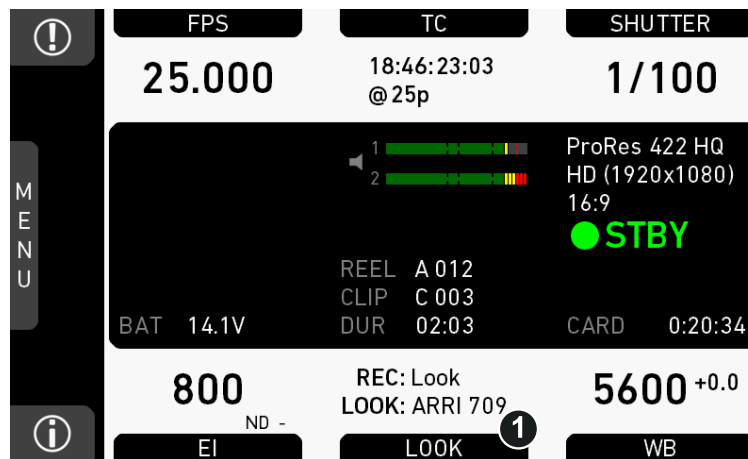 FPS
TC
SHUTTER
25.000
18:46:23:03
@25p
1/100
MENU
1
2
ProRes 422 HQ
HD (1920x1080)
16:9
STBY
REEL A 012
CLIP C 003
DUR 02:03
BAT 14.1V
CARD 0:20:34
800
ND -
REC: Look
LOOK: ARRI 709
1
5600 +0.0
EI
LOOK
WB